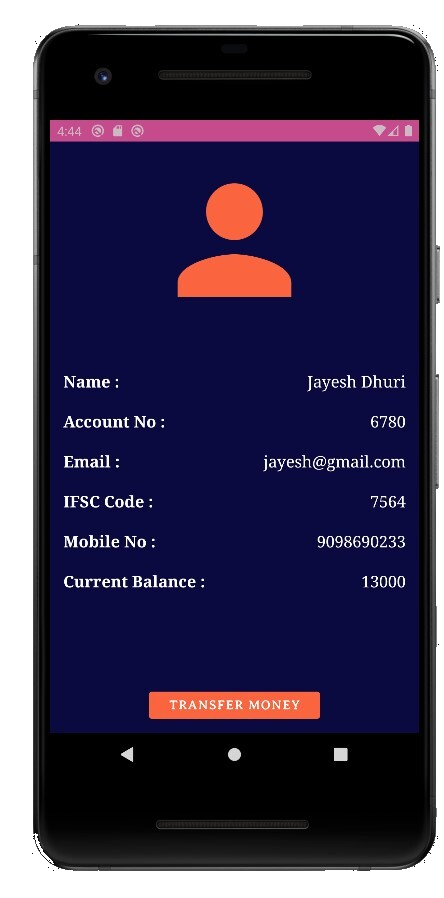 4:44
Name : Jayesh Dhuri
Account No : 6780
Email : jayesh@gmail.com
IFSC Code : 7564
Mobile No : 9098690233
Current Balance : 13000
TRANSFER MONEY